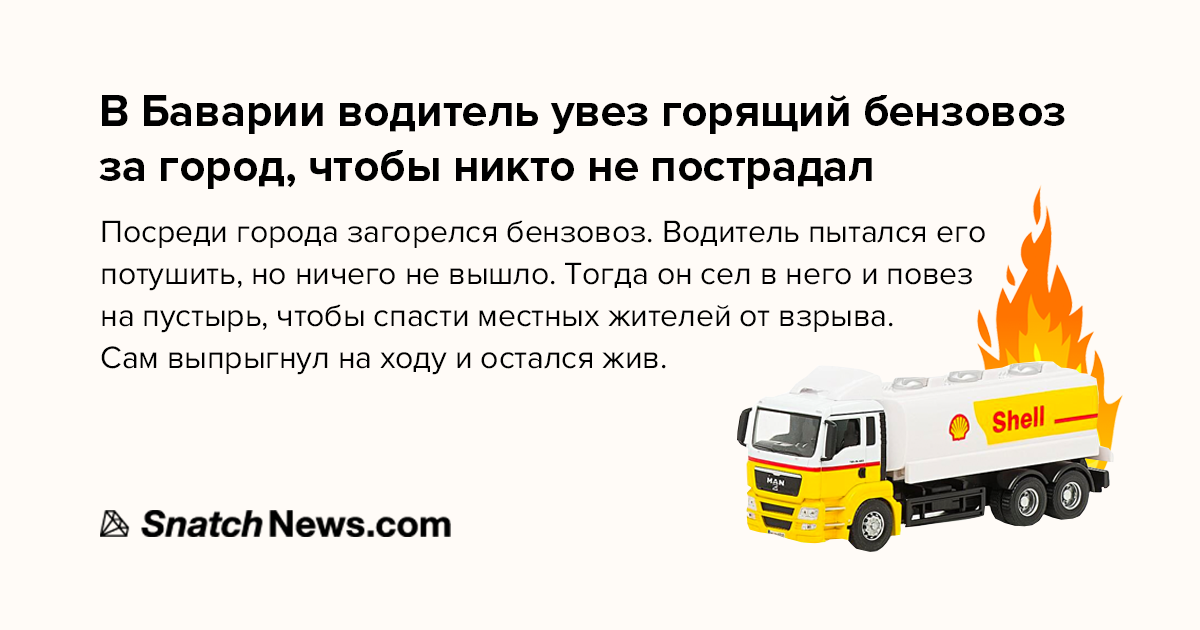 В Баварии водитель увез горящий бензовоз
за город, чтобы никто не пострадал
Посреди города загорелся бензовоз. Водитель пытался его
потушить, но ничего не вышло. Тогда он сел в него и повез
на пустырь, чтобы спасти местных жителей от взрыва.
Сам выпрыгнул на ходу и остался жив.
Shell
MAN
SnatchNews.com